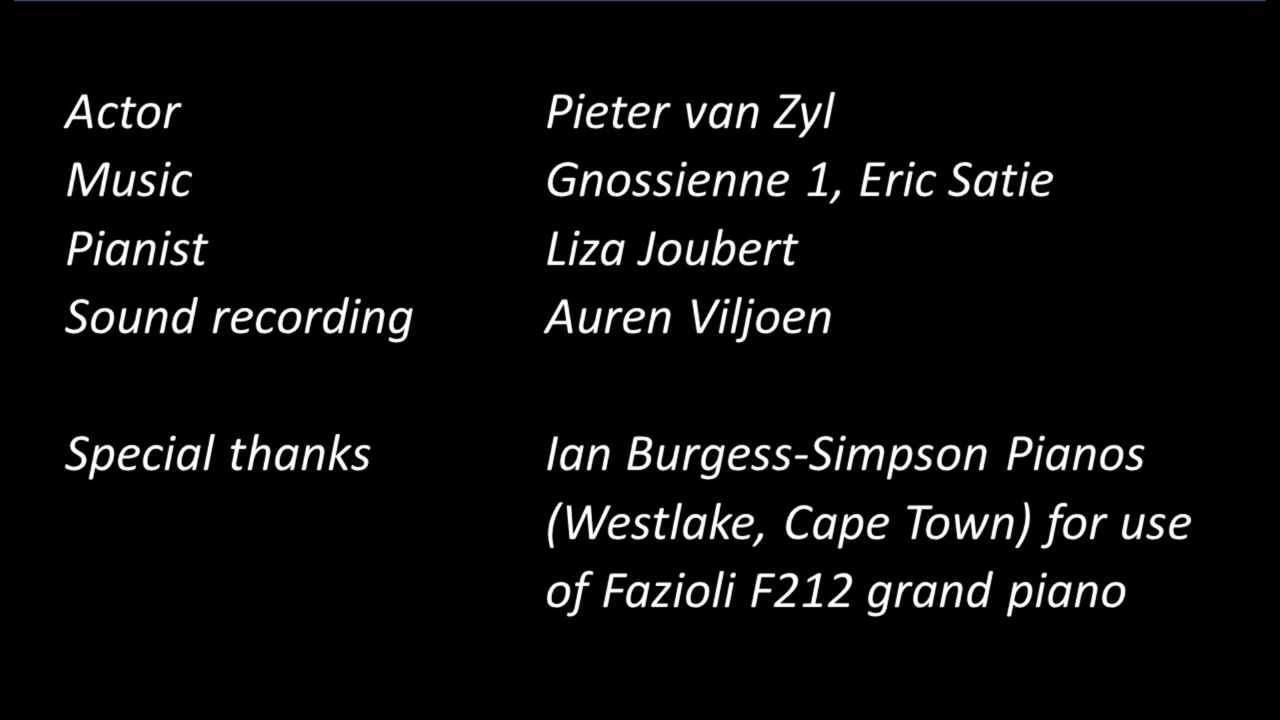 Actor Pieter van Zyl
Music Gnossienne 1, Eric Satie
Pianist Liza Joubert
Sound recording Auren Viljoen
Special thanks Ian Burgess-Simpson Pianos
(Westlake, Cape Town) for use
of Fazioli F212 grand piano